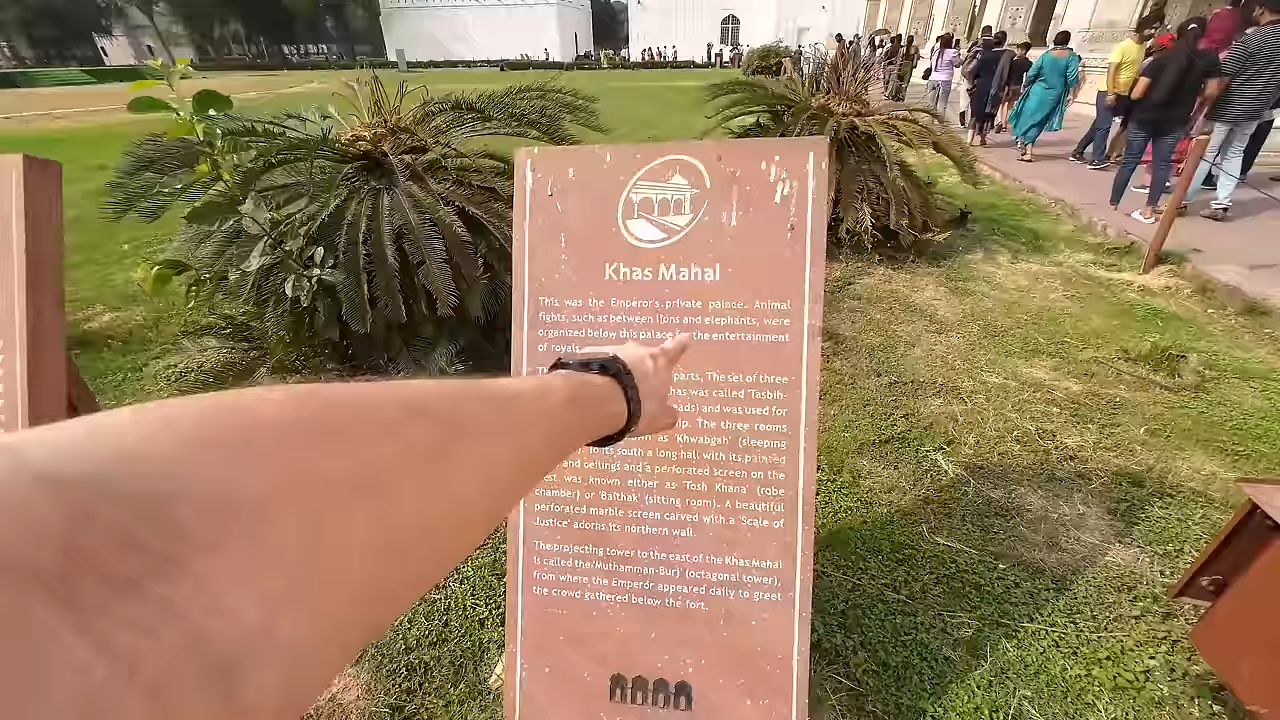 Khas Mahal
This was the Emperor's private palace. Animal
fights, such as between lions and elephants, were
organized below this palace for the entertainment
of royals.
parts, The set of three
was called 'Tasbih-
and was used for
The three rooms
as 'Khwabgah' (sleeping
its south a long hall with its painted
and ceilings and a perforated screen on the
was known either as 'Tosh Khana' (robe
chamber) or 'Baithak' (sitting room). A beautiful
perforated marble screen carved with a 'Scale of
Justice' adorns its northern wall.
The projecting tower to the east of the Khas Mahal
is called the 'Muthamman-Burj' (octagonal tower),
from where the Emperor appeared daily to greet
the crowd gathered below the fort.